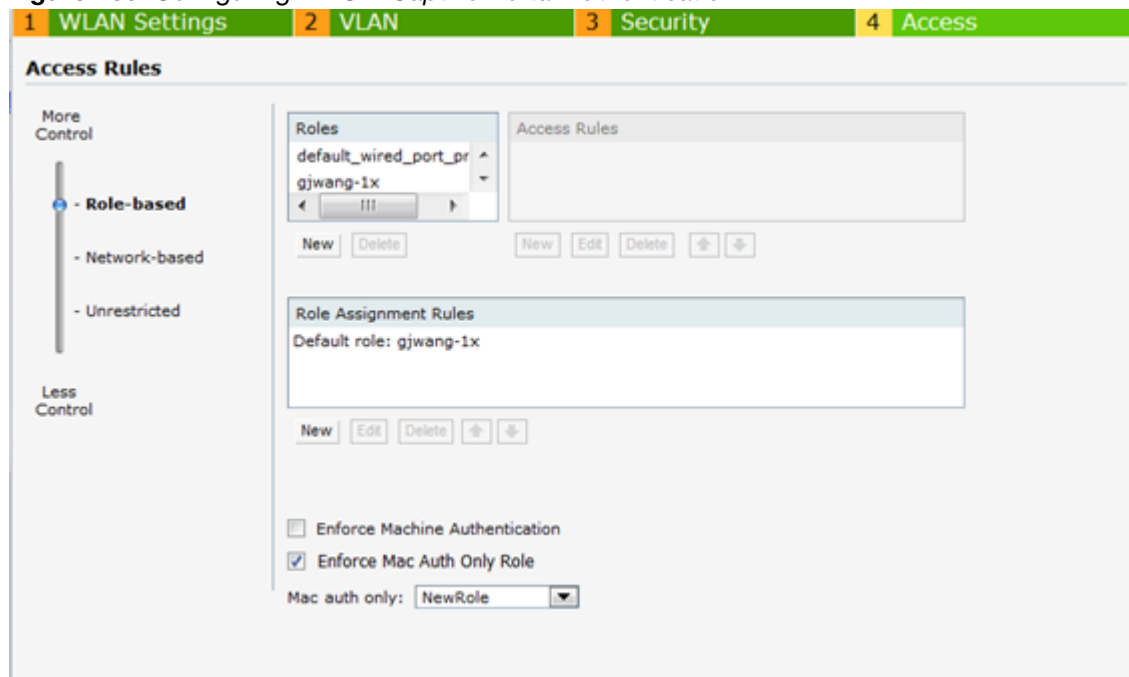 1 WLAN Settings 2 VLAN 3 Security 4 Access
Access Rules
More
Control
- Role-based
- Network-based
- Unrestricted
Less
Control
Roles
default_wired_port_pr
gjwang-1x
New Delete
Access Rules
New Edit Delete
Role Assignment Rules
Default role: gjwang-1x
New Edit Delete
Enforce Machine Authentication
Enforce Mac Auth Only Role
Mac auth only: NewRole